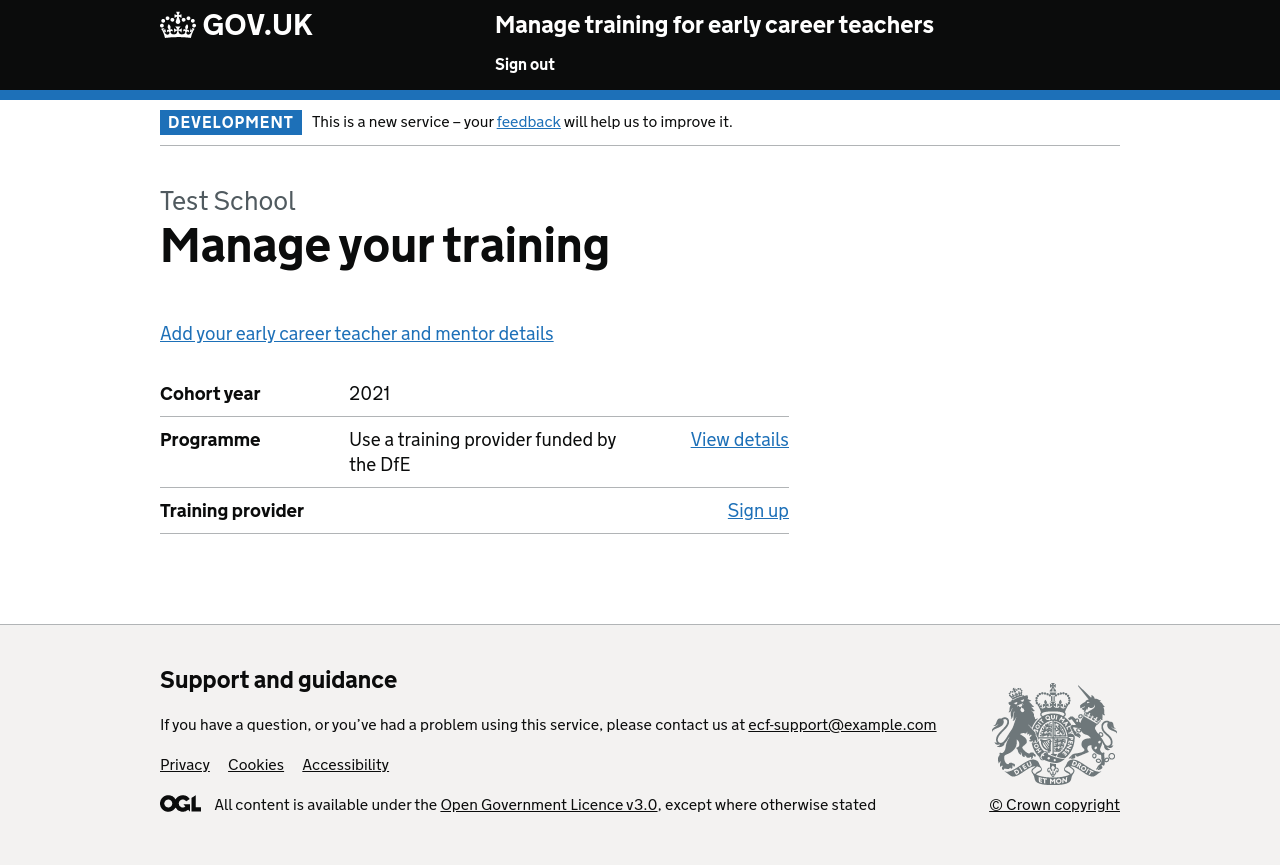 GOV.UK
Manage training for early career teachers
Sign out
DEVELOPMENT This is a new service – your feedback will help us to improve it.
Test School
Manage your training
Add your early career teacher and mentor details
Cohort year 2021
Programme Use a training provider funded by View details
the DfE
Training provider Sign up
Support and guidance
If you have a question, or you’ve had a problem using this service, please contact us at ecf-support@example.com
Privacy Cookies Accessibility
OGL All content is available under the Open Government Licence v3.0, except where otherwise stated
DIEU ET MON DROIT
© Crown copyright